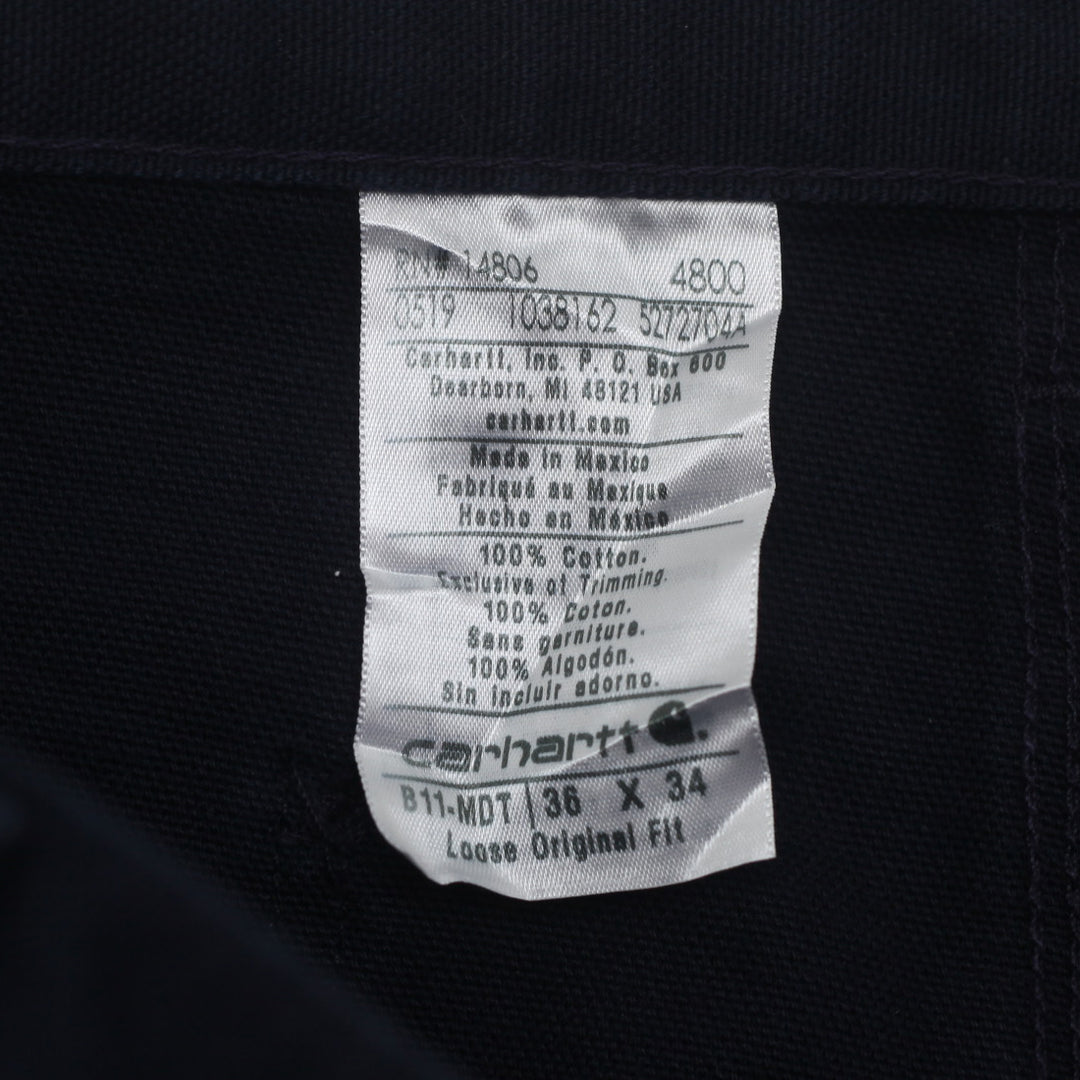 RN# 14806 4800
0519 1038162 5272704A
Carhartt, Inc. P. O. Box 600
Dearborn, MI 48121 USA
carhartt.com
Made in Mexico
Fabriqué au Mexique
Hecho en México
100% Cotton.
Exclusive of Trimming.
100% Coton.
Sans garniture.
100% Algodón.
Sin incluir adorno.
carhartt
B11-MDT | 36 X 34
Loose Original Fit